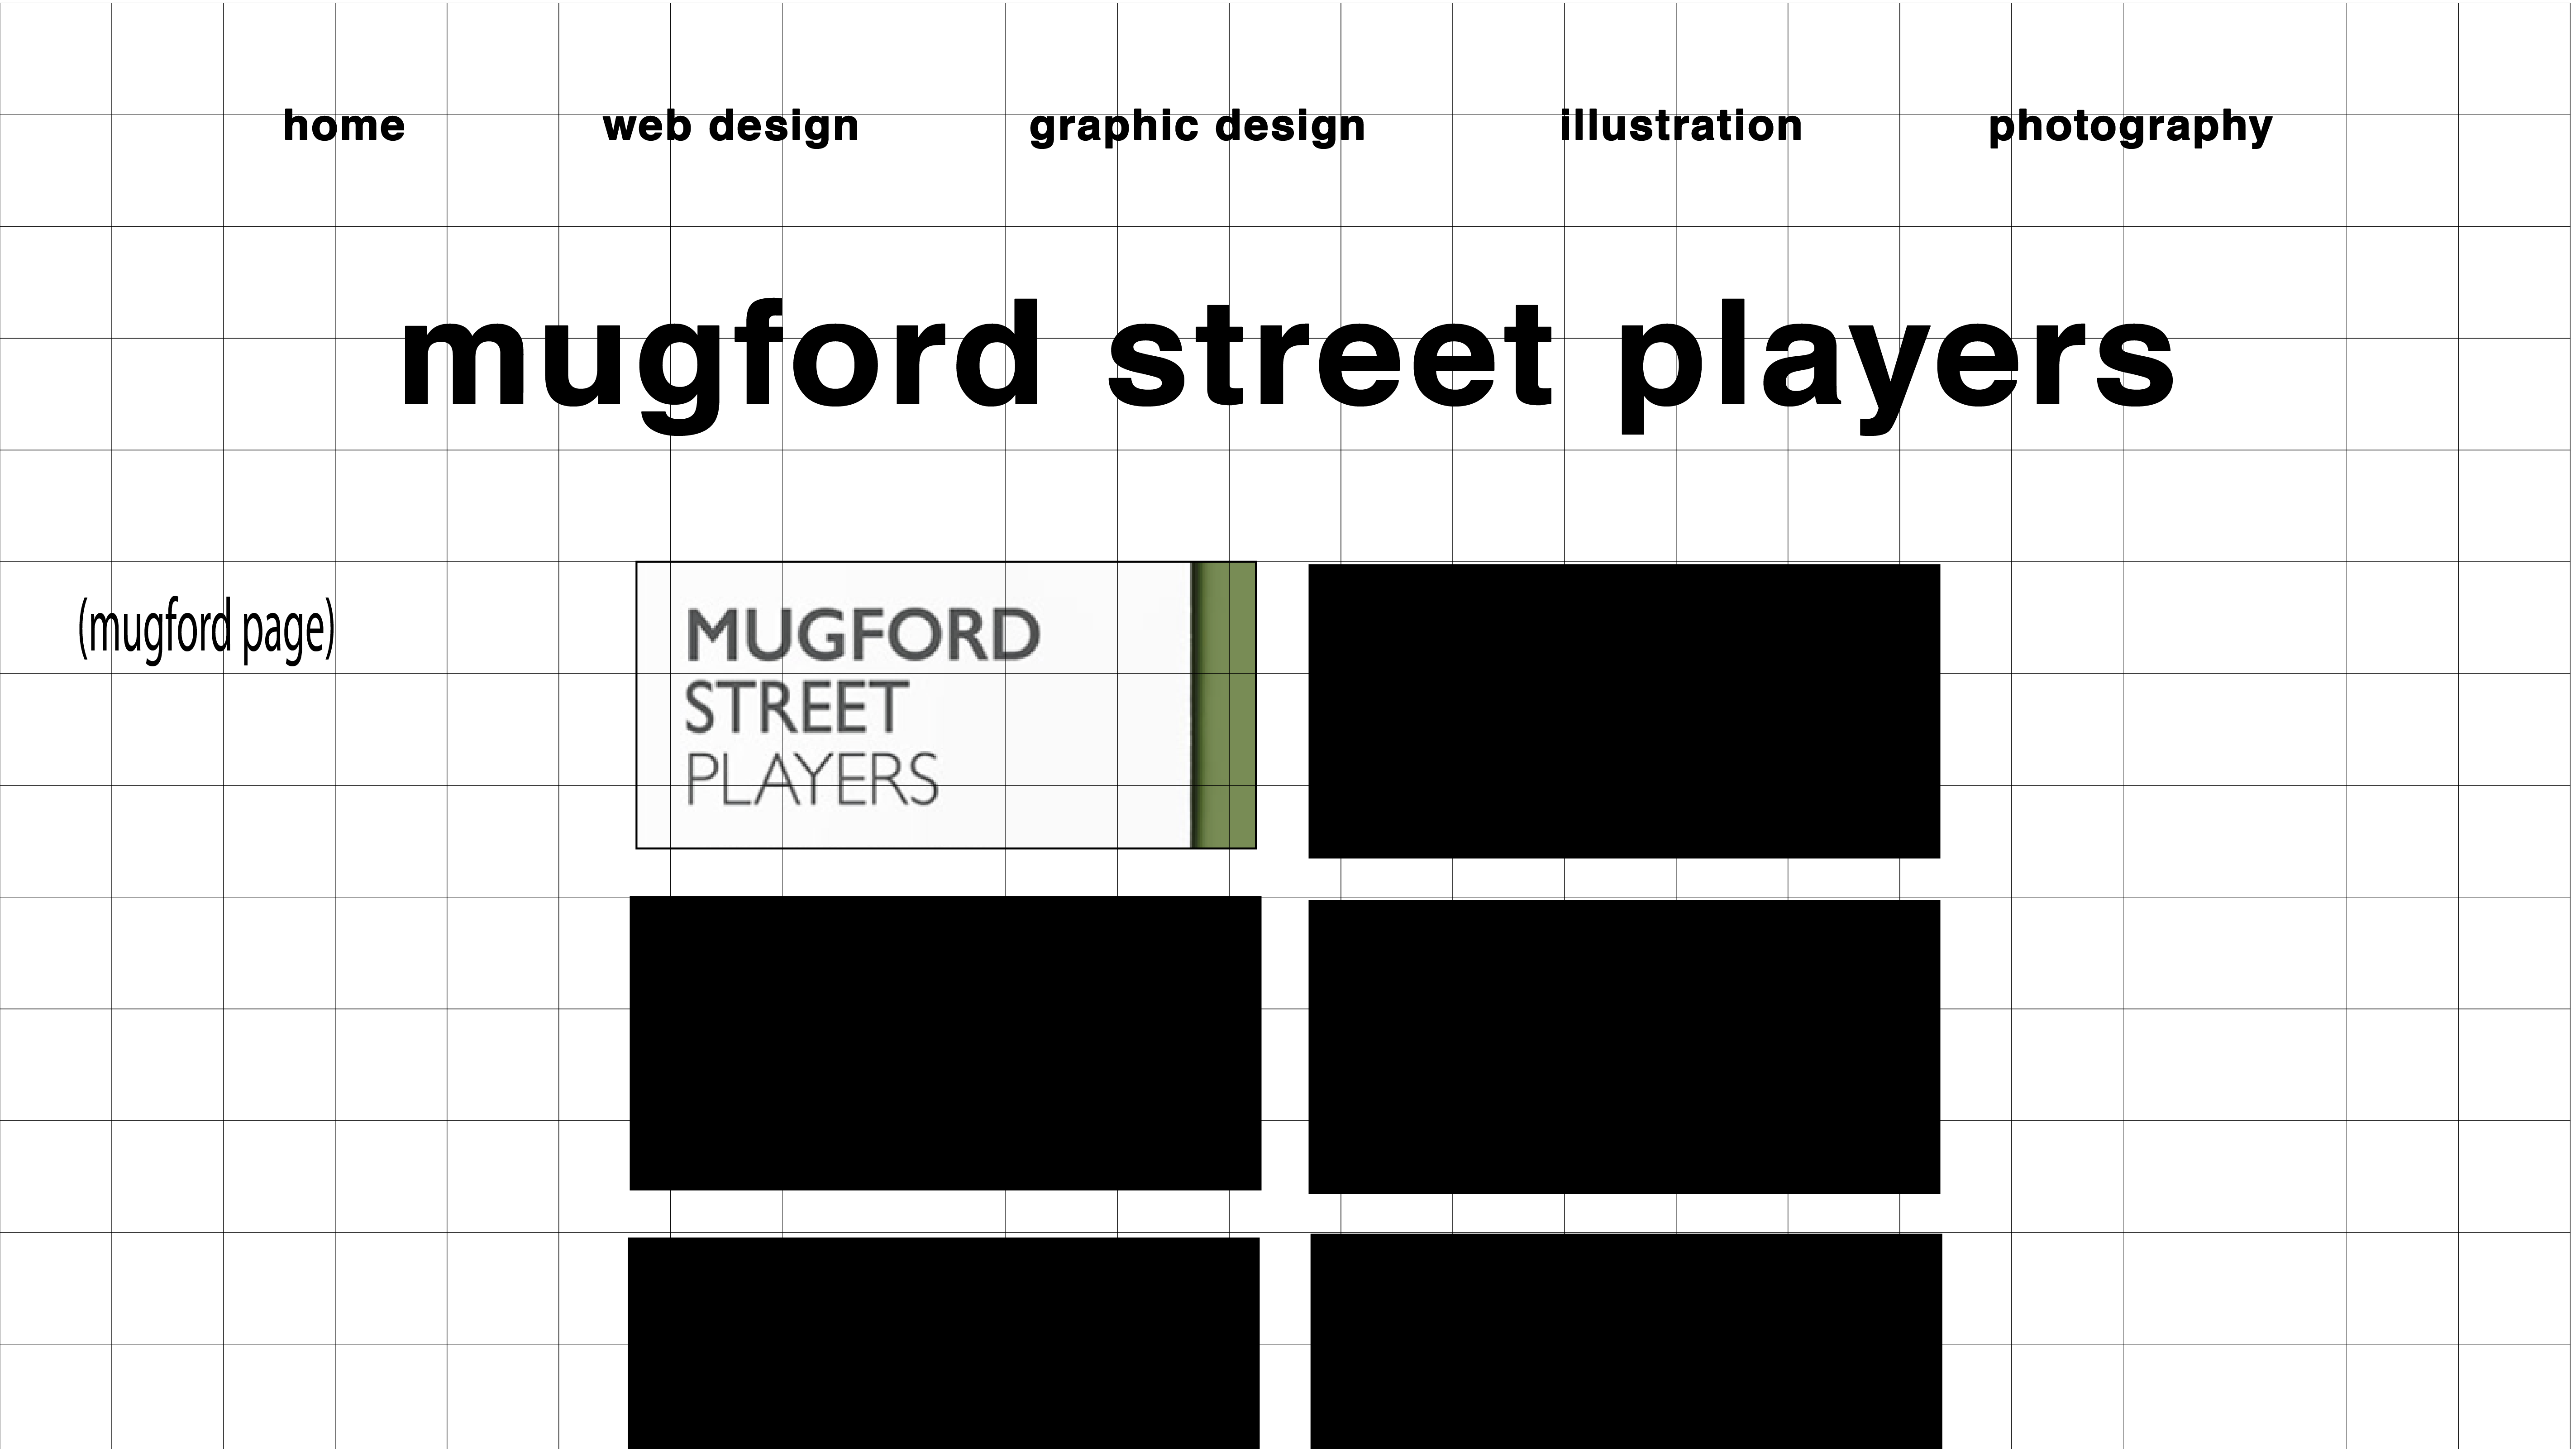 home web design graphic design illustration photography
mugford street players
(mugford page)
MUGFORD
STREET
PLAYERS